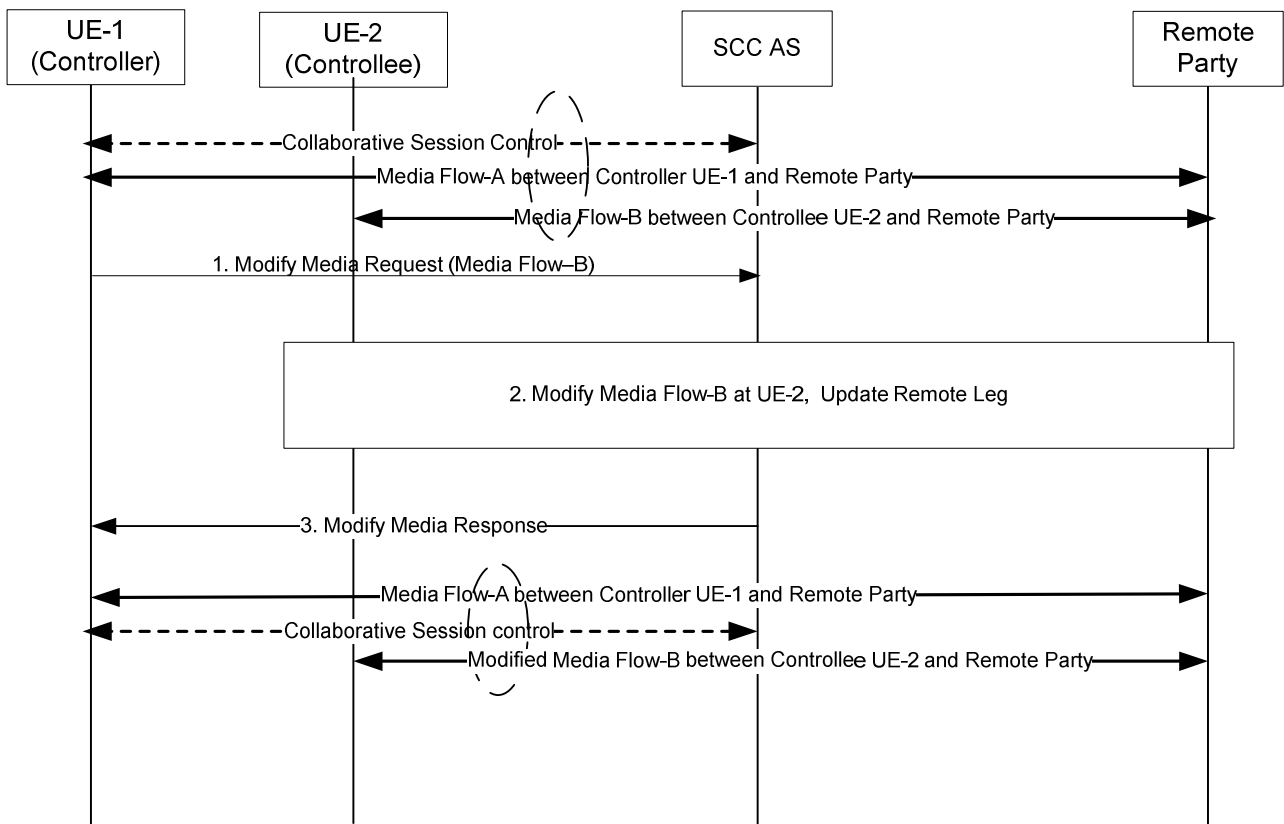 UE-1
(Controller)
UE-2
(Controllee)
SCC AS
Remote
Party
Collaborative Session Control
Media Flow-A between Controller UE-1 and Remote Party
Media Flow-B between Controllee UE-2 and Remote Party
1. Modify Media Request (Media Flow–B)
2. Modify Media Flow-B at UE-2, Update Remote Leg
3. Modify Media Response
Media Flow-A between Controller UE-1 and Remote Party
Collaborative Session control
Modified Media Flow-B between Controllee UE-2 and Remote Party